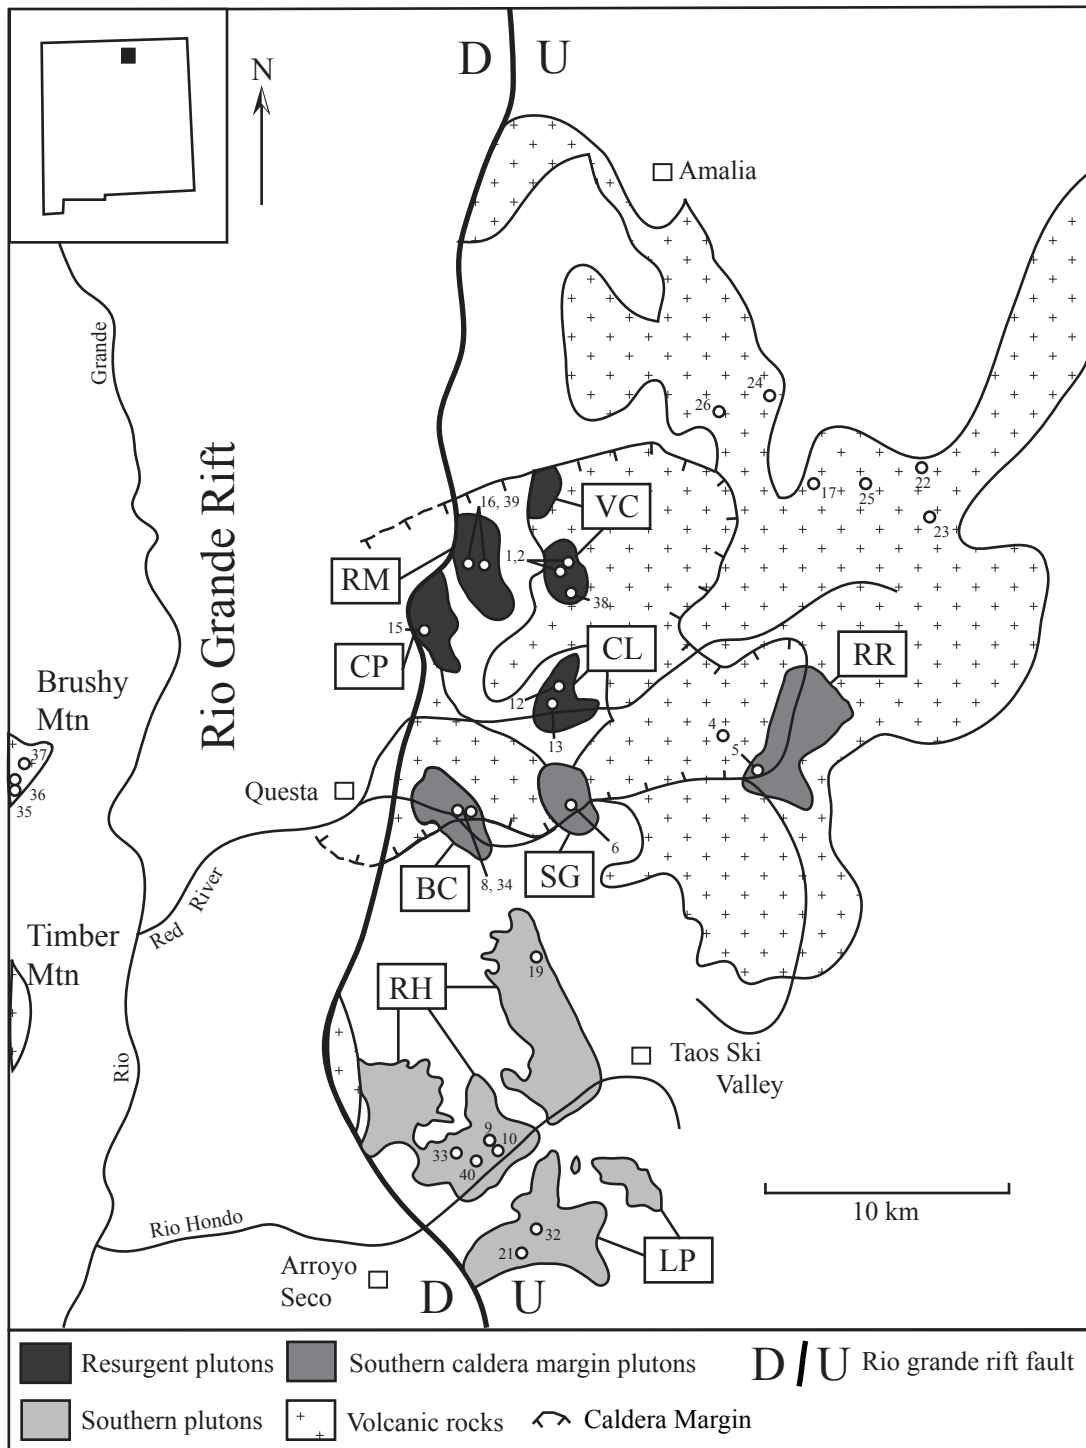 D U
N
Amalia
Grande
24
26
22
17
25
23
16, 39
VC
Rio Grande Rift
1,2
RM
38
15
CL
RR
CP
Brushy
Mtn
12
4
13
5
37
36
35
Questa
6
BC
8, 34
SG
River
Red
Timber
Mtn
19
RH
Taos Ski
Valley
Rio
9
10
33
40
10 km
Rio Hondo
32
21
LP
Arroyo
Seco
D U
Resurgent plutons
Southern caldera margin plutons
D / U Rio grande rift fault
Southern plutons
Volcanic rocks
Caldera Margin